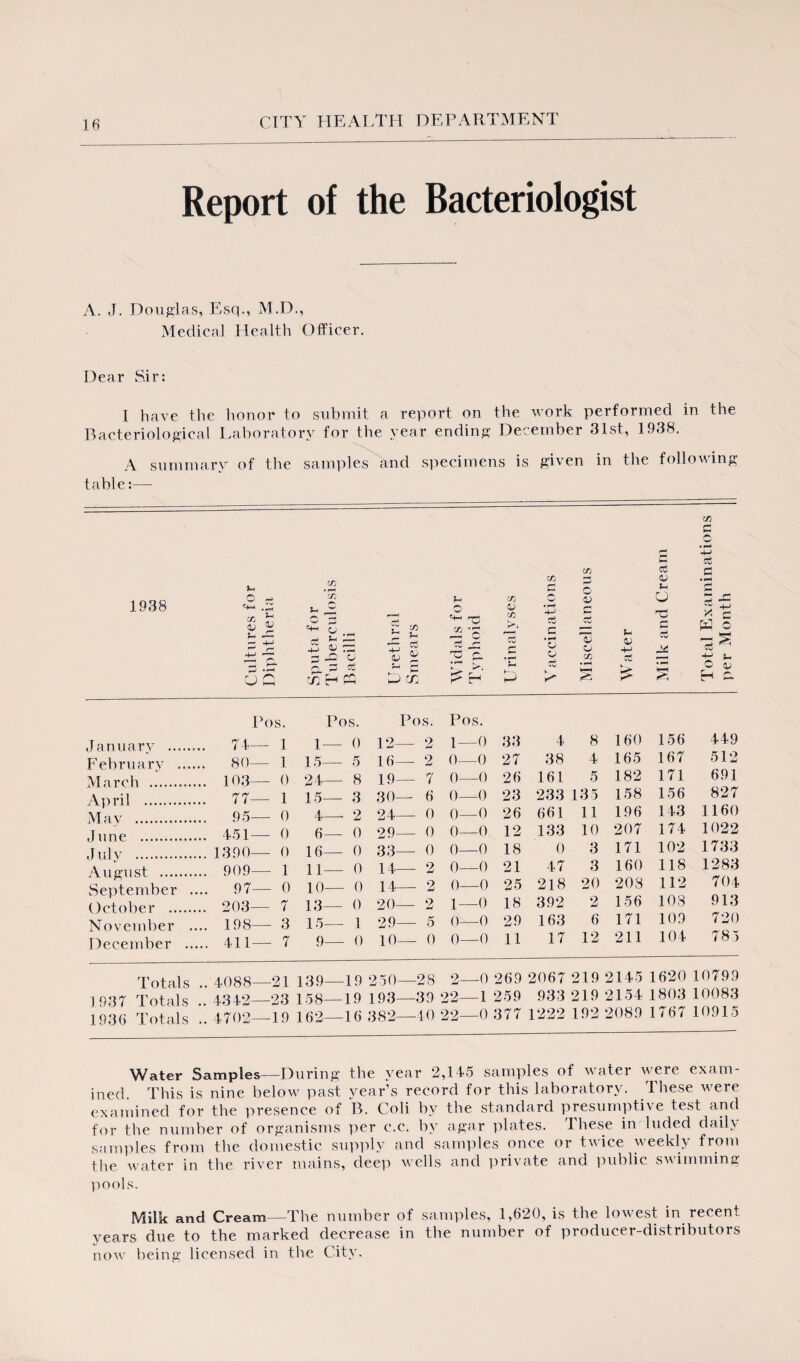 16 CITY HEALTH DEPARTMENT
Report of the Bacteriologist
A. J. Douglas, Esq., M.D.,
Medical Health Officer.
Dear Sir:
I have the honor to submit a report on the work performed in the
Bacteriological Laboratory for the year ending December 31st, 1938.
A summary of the samples and specimens is given in the following
table:—
1938 Cultures for Diphtheria Sputa for Tuberculosis Bacilli Urethral Smears Widals for Typhoid Urinalyses Vaccinations Miscellaneous Water Milk and Cream Total Examinations per Month
Pos. Pos. Pos. Pos.
January ........ 74— 1 1— 0 12— 2 1—0 33 4 8 160 156 449
February ...... 80— 1 15— 5 16— 2 0—0 27 38 4 165 167 512
March ........... 103— 0 24— 8 19— 7 0—0 26 161 5 182 171 691
April ............. 77— 1 15— 3 30— 6 0—0 23 233 135 158 156 827
May .............. 95— 0 4— 2 24— 0 0—0 26 661 11 196 143 1160
June ............. 451— 0 6— 0 29— 0 0—0 12 133 10 207 174 1022
July .............. 1390— 0 16— 0 33— 0 0—0 18 0 3 171 102 1733
August .......... 909— 1 11— 0 14— 2 0—0 21 47 3 160 118 1283
September .... 97— 0 10— 0 14— 2 0—0 25 218 20 208 112 704
October ........ 203— 7 13— 0 20— 2 1—0 18 392 2 156 108 913
November .... 198— 3 15— 1 29— 5 0—0 29 163 6 171 109 720
December ..... 411— 7 9— 0 10— 0 0—0 11 17 12 211 104 785
Totals .. 4088—21 139—19 250—28 2—0 269 2067 219 2145 1620 10799
1937 Totals .. 4342—23 158—19 193—39 22—1 259 933 219 2154 1803 10083
1936 Totals .. 4702—19 162—16 382—40 22—0 377 1222 192 2089 1767 10915
Water Samples—During the year 2,145 samples of water were exam-
ined. This is nine below past year's record for this laboratory. These were
examined for the presence of B. Coli by the standard presumptive test and
for the number of organisms per c.c. by agar plates. These in luded daily
samples from the domestic supply and samples once or twice weekly from
the water in the river mains, deep wells and private and public swimming
pools.
Milk and Cream—The number of samples, 1,620, is the lowest in recent
years due to the marked decrease in the number of producer-distributors
now being licensed in the City.